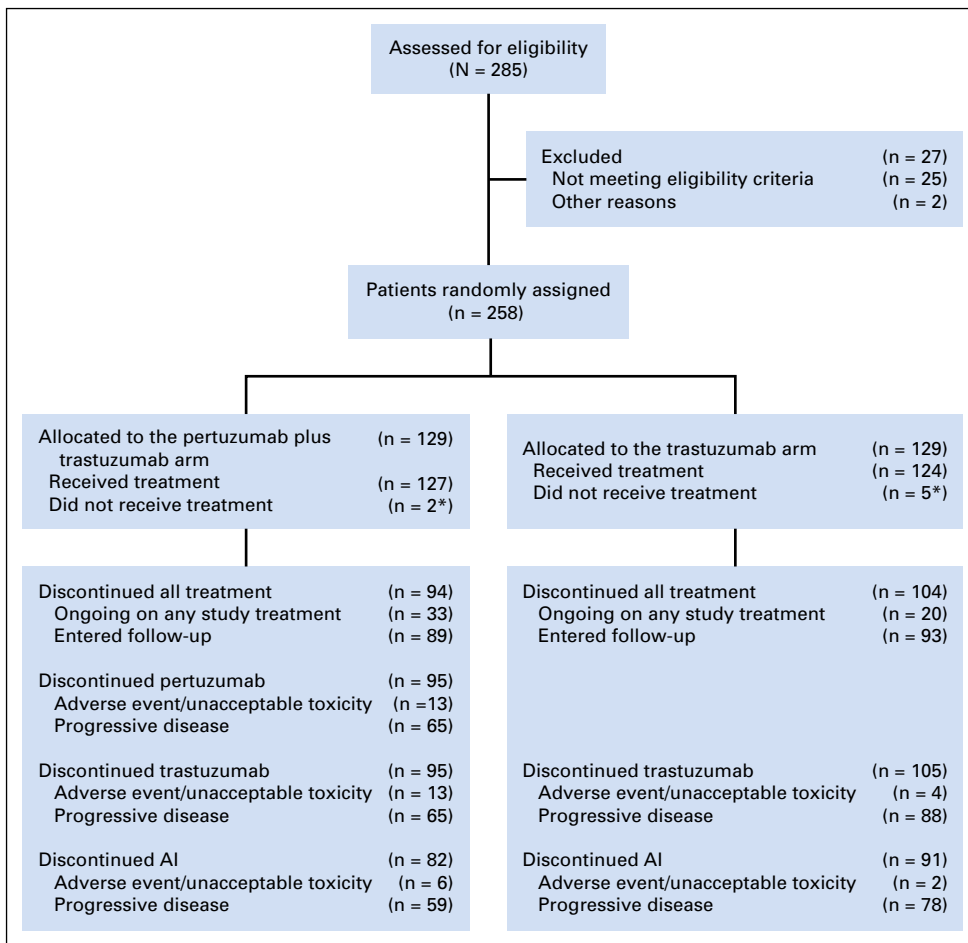 Assessed for eligibility
(N = 285)
Excluded (n = 27)
Not meeting eligibility criteria (n = 25)
Other reasons (n = 2)
Patients randomly assigned
(n = 258)
Allocated to the pertuzumab plus (n = 129)
trastuzumab arm
Received treatment (n = 127)
Did not receive treatment (n = 2*)
Allocated to the trastuzumab arm (n = 129)
Received treatment (n = 124)
Did not receive treatment (n = 5*)
Discontinued all treatment (n = 94)
Ongoing on any study treatment (n = 33)
Entered follow-up (n = 89)
Discontinued pertuzumab (n = 95)
Adverse event/unacceptable toxicity (n =13)
Progressive disease (n = 65)
Discontinued trastuzumab (n = 95)
Adverse event/unacceptable toxicity (n = 13)
Progressive disease (n = 65)
Discontinued AI (n = 82)
Adverse event/unacceptable toxicity (n = 6)
Progressive disease (n = 59)
Discontinued all treatment (n = 104)
Ongoing on any study treatment (n = 20)
Entered follow-up (n = 93)
Discontinued trastuzumab (n = 105)
Adverse event/unacceptable toxicity (n = 4)
Progressive disease (n = 88)
Discontinued AI (n = 91)
Adverse event/unacceptable toxicity (n = 2)
Progressive disease (n = 78)